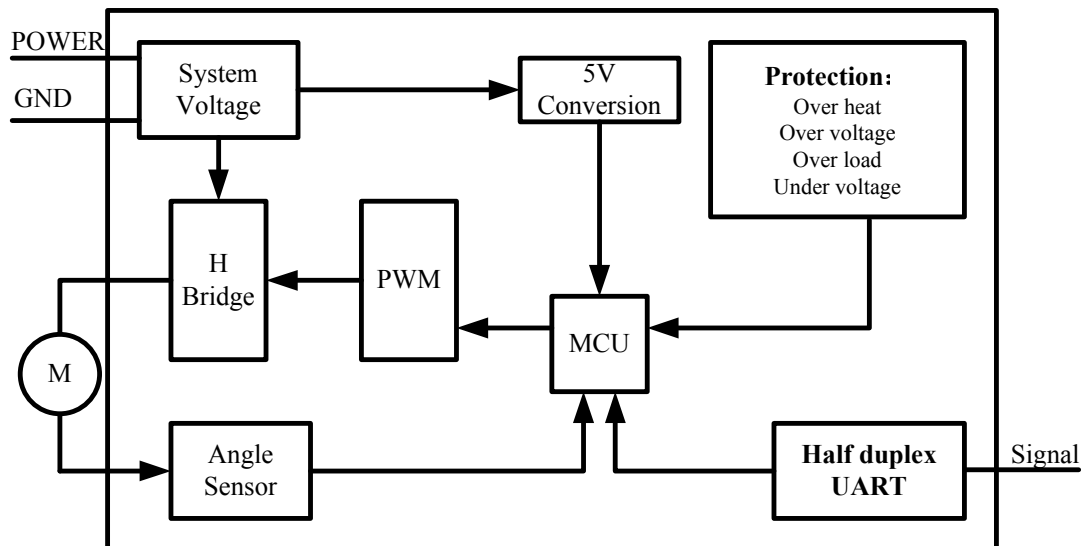 POWER
GND
System
Voltage
5V
Conversion
Protection：
Over heat
Over voltage
Over load
Under voltage
H
Bridge
PWM
MCU
M
Angle
Sensor
Half duplex
UART
Signal